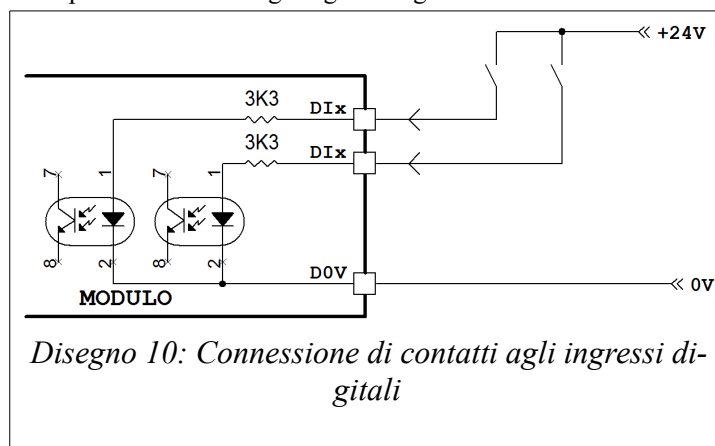 +24V
3K3
DIx
3K3
DIx
7
1
7
1
8
2
8
2
D0V
0V
MODULO
Disegno 10: Connessione di contatti agli ingressi di-
gitali